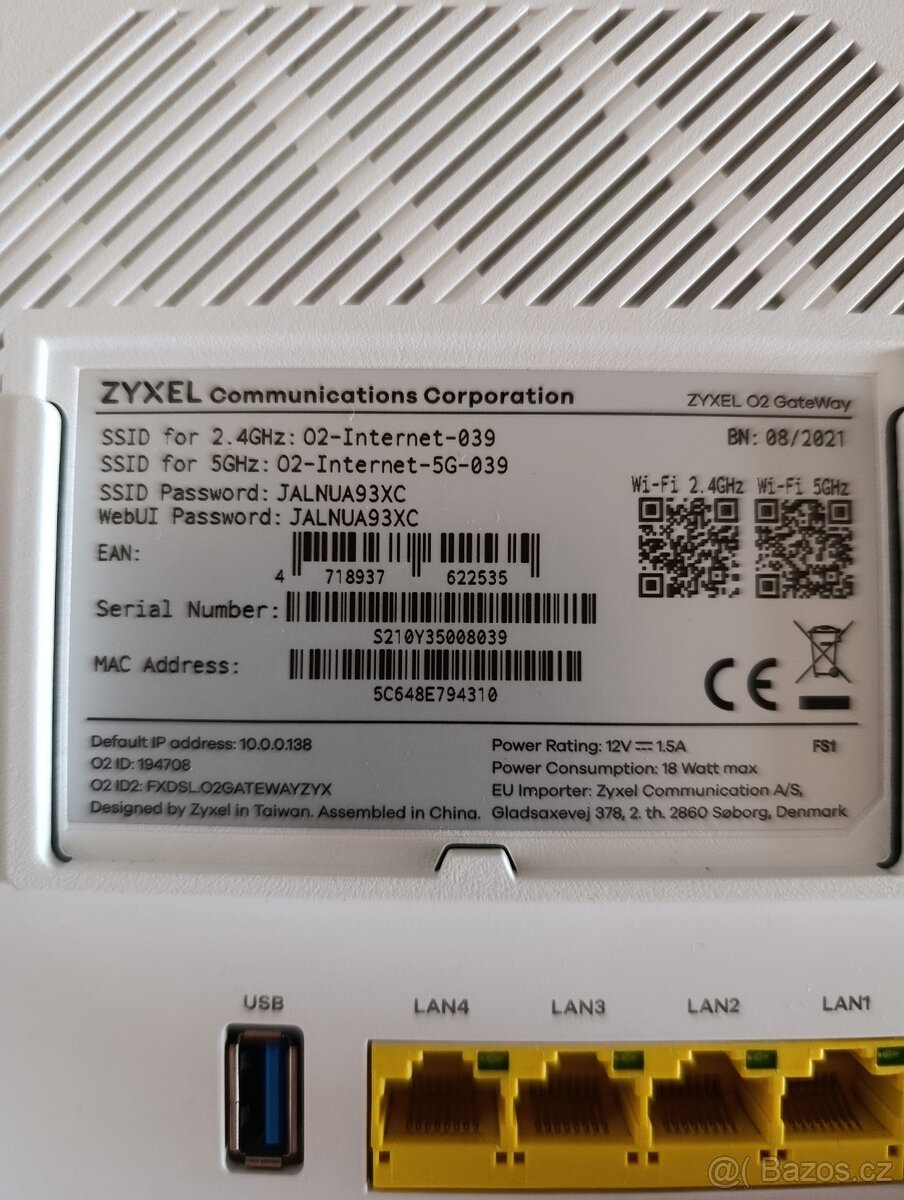 ZYXEL Communications Corporation
ZYXEL O2 GateWay
SSID for 2.4GHz: O2-Internet-039
BN: 08/2021
SSID for 5GHz: O2-Internet-5G-039
SSID Password: JALNUA93XC
Wi-Fi 2.4GHz Wi-Fi 5GHz
WebUI Password: JALNUA93XC
EAN:
4 718937 622535
Serial Number:
S210Y35008039
MAC Address:
5C648E794310
CE
Default IP address: 10.0.0.138
O2 ID: 194708
O2 ID2: FXDSL.O2GATEWAYZYX
Designed by Zyxel in Taiwan. Assembled in China.
Power Rating: 12V ⎓ 1.5A
FS1
Power Consumption: 18 Watt max
EU Importer: Zyxel Communication A/S,
Gladsaxevej 378, 2. th. 2860 Søborg, Denmark
USB
LAN4 LAN3 LAN2 LAN1
@( Bazos.cz